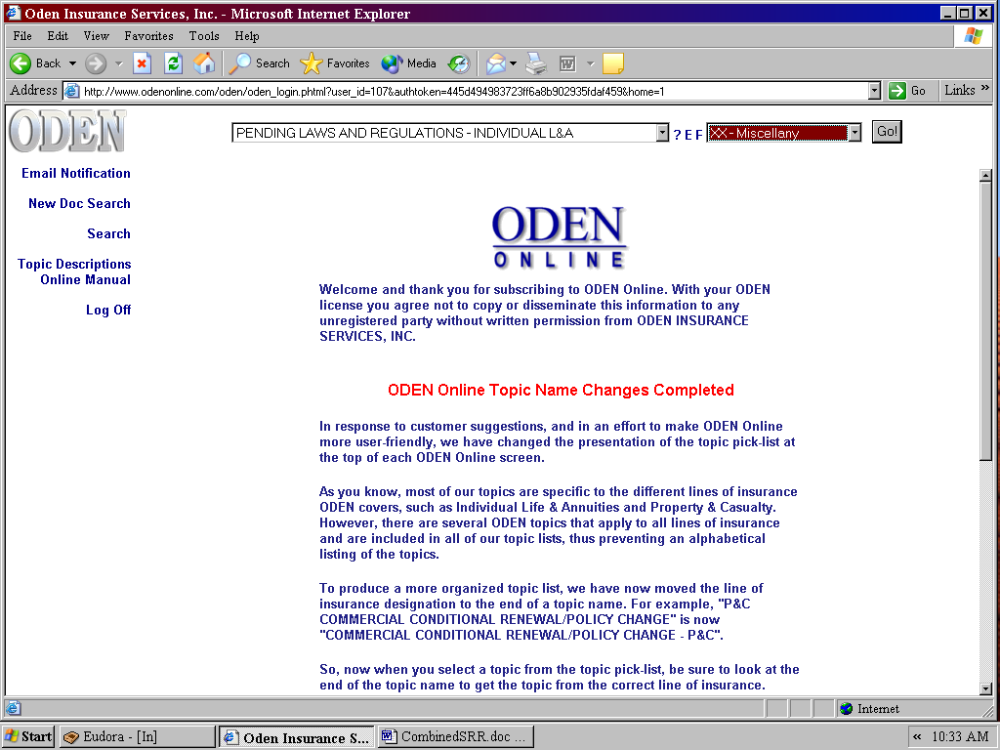 Oden Insurance Services, Inc. - Microsoft Internet Explorer
File Edit View Favorites Tools Help
Back Search Favorites Media
Address http://www.odenonline.com/oden/oden_login.phtml?user_id=107&authtoken=445d494983723ff6a8b902935fdaf459&home=1 Go Links »
ODEN PENDING LAWS AND REGULATIONS - INDIVIDUAL L&A ? E F XX - Miscellany Go!
Email Notification
New Doc Search
Search
Topic Descriptions
Online Manual
Log Off
ODEN
ONLINE
Welcome and thank you for subscribing to ODEN Online. With your ODEN
license you agree not to copy or disseminate this information to any
unregistered party without written permission from ODEN INSURANCE
SERVICES, INC.
ODEN Online Topic Name Changes Completed
In response to customer suggestions, and in an effort to make ODEN Online
more user-friendly, we have changed the presentation of the topic pick-list at
the top of each ODEN Online screen.
As you know, most of our topics are specific to the different lines of insurance
ODEN covers, such as Individual Life & Annuities and Property & Casualty.
However, there are several ODEN topics that apply to all lines of insurance
and are included in all of our topic lists, thus preventing an alphabetical
listing of the topics.
To produce a more organized topic list, we have now moved the line of
insurance designation to the end of a topic name. For example, "P&C
COMMERCIAL CONDITIONAL RENEWAL/POLICY CHANGE" is now
"COMMERCIAL CONDITIONAL RENEWAL/POLICY CHANGE - P&C".
So, now when you select a topic from the topic pick-list, be sure to look at the
end of the topic name to get the topic from the correct line of insurance.
Internet
Start Eudora - [In] Oden Insurance S... CombinedSRR.doc ... « 10:33 AM